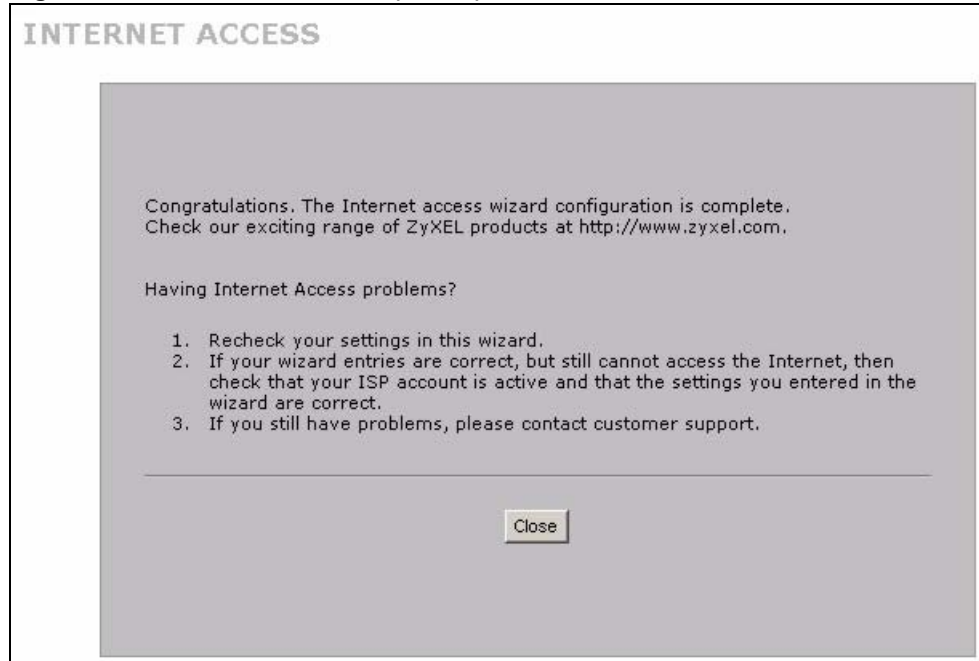 INTERNET ACCESS
Congratulations. The Internet access wizard configuration is complete.
Check our exciting range of ZyXEL products at http://www.zyxel.com.
Having Internet Access problems?
1. Recheck your settings in this wizard.
2. If your wizard entries are correct, but still cannot access the Internet, then
check that your ISP account is active and that the settings you entered in the
wizard are correct.
3. If you still have problems, please contact customer support.
Close